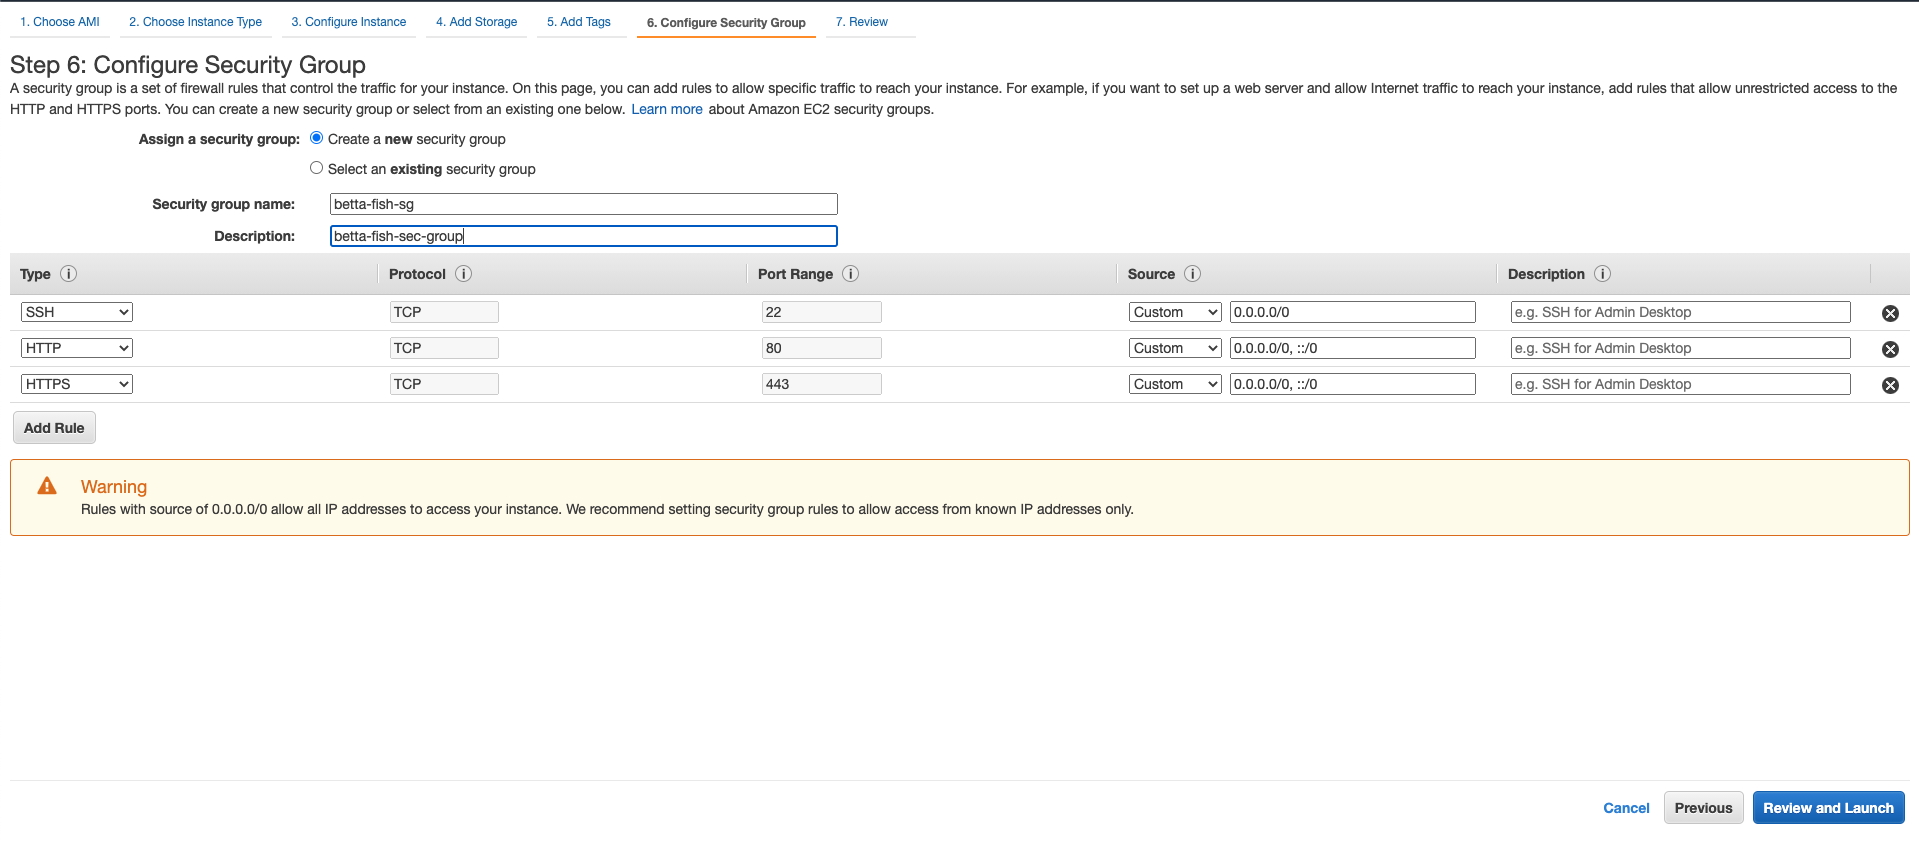 1. Choose AMI 2. Choose Instance Type 3. Configure Instance 4. Add Storage 5. Add Tags 6. Configure Security Group 7. Review
Step 6: Configure Security Group
A security group is a set of firewall rules that control the traffic for your instance. On this page, you can add rules to allow specific traffic to reach your instance. For example, if you want to set up a web server and allow Internet traffic to reach your instance, add rules that allow unrestricted access to the
HTTP and HTTPS ports. You can create a new security group or select from an existing one below. Learn more about Amazon EC2 security groups.
Assign a security group: Create a new security group
Select an existing security group
Security group name: betta-fish-sg
Description: betta-fish-sec-group
Type i Protocol i Port Range i Source i Description i
SSH TCP 22 Custom 0.0.0.0/0 e.g. SSH for Admin Desktop
HTTP TCP 80 Custom 0.0.0.0/0, ::/0 e.g. SSH for Admin Desktop
HTTPS TCP 443 Custom 0.0.0.0/0, ::/0 e.g. SSH for Admin Desktop
Add Rule
Warning
Rules with source of 0.0.0.0/0 allow all IP addresses to access your instance. We recommend setting security group rules to allow access from known IP addresses only.
Cancel Previous Review and Launch